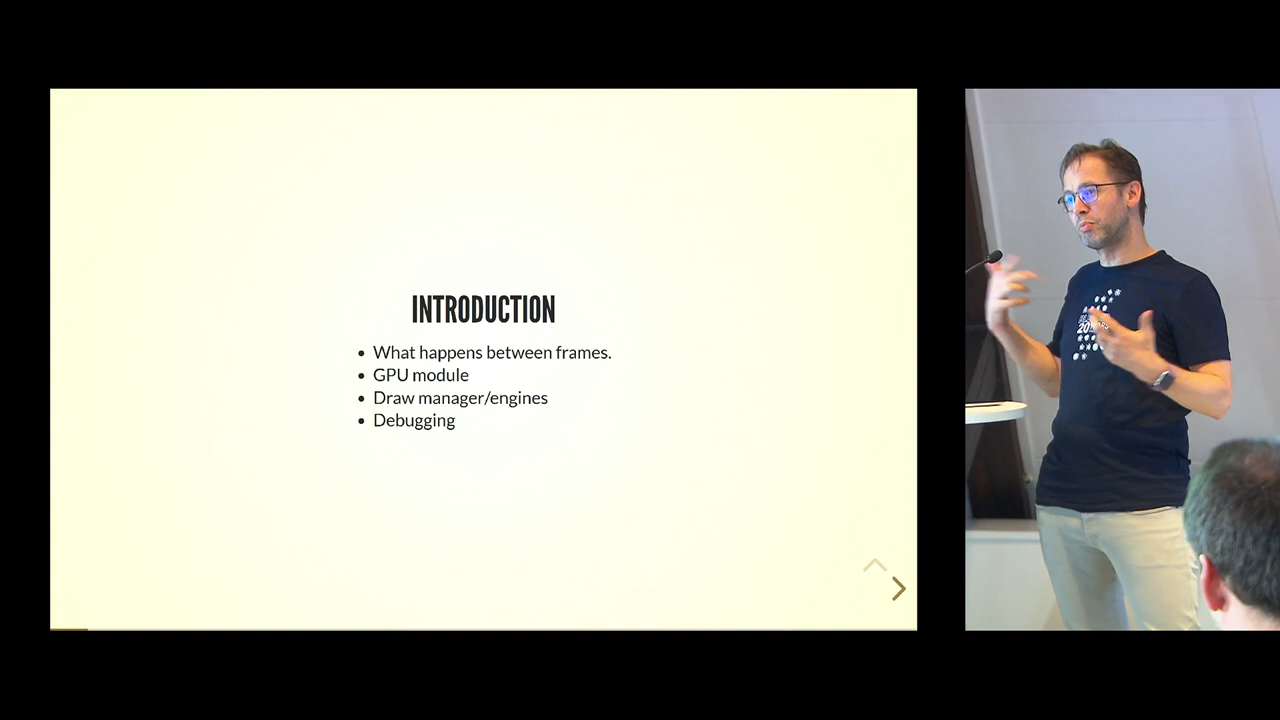 INTRODUCTION
What happens between frames.
GPU module
Draw manager/engines
Debugging